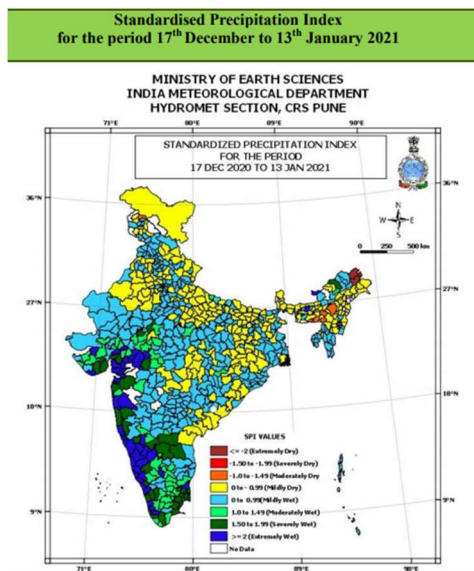 Standardised Precipitation Index
for the period 17th December to 13th January 2021
MINISTRY OF EARTH SCIENCES
INDIA METEOROLOGICAL DEPARTMENT
HYDROMET SECTION, CRS PUNE
71°E 89°E 90°E
STANDARDIZED PRECIPITATION INDEX
FOR THE PERIOD
17 DEC 2020 TO 13 JAN 2021
36°N 36°N
N
W E
S
0 250 500 km
27°N 27°N
18°N 18°N
SPI VALUES
<= -2 (Extremely Dry)
-1.50 to -1.99 (Severely Dry)
-1.0 to -1.49 (Moderately Dry
0 to -0.99 (Mildly Dry)
0 to 0.99(Mildly Wet)
1.0 to 1.49 (Moderately Wet)
1.50 to 1.99 (Severely Wet)
>= 2 (Extremely Wet)
No Data
9°N 9°N
71°E 89°E 90°E